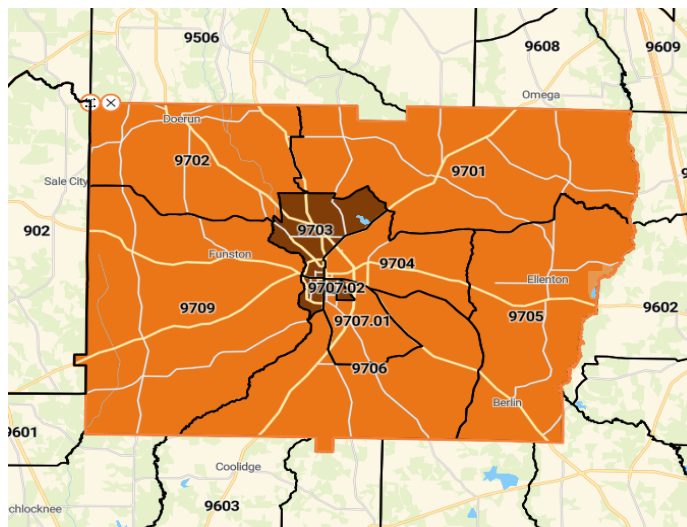 9506
9608
9609
Omega
Doerun
9702
9701
Sale City
9703
902
Funston
9704
Ellenton
9707.02
9709
9602
9705
9707.01
9706
Berlin
9601
Coolidge
9603
chlocknee